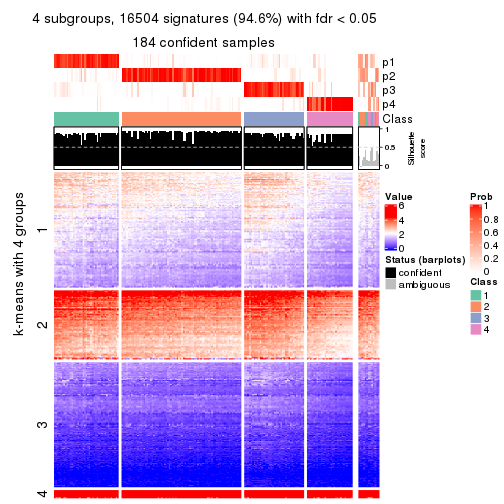 4 subgroups, 16504 signatures (94.6%) with fdr < 0.05
184 confident samples
p1
p2
p3
p4
Class
1
0.5
0
Silhouette
score
k-means with 4 groups
1
2
3
4
Value
6
4
2
0
Status (barplots)
confident
ambiguous
Prob
1
0.8
0.6
0.4
0.2
0
Class
1
2
3
4